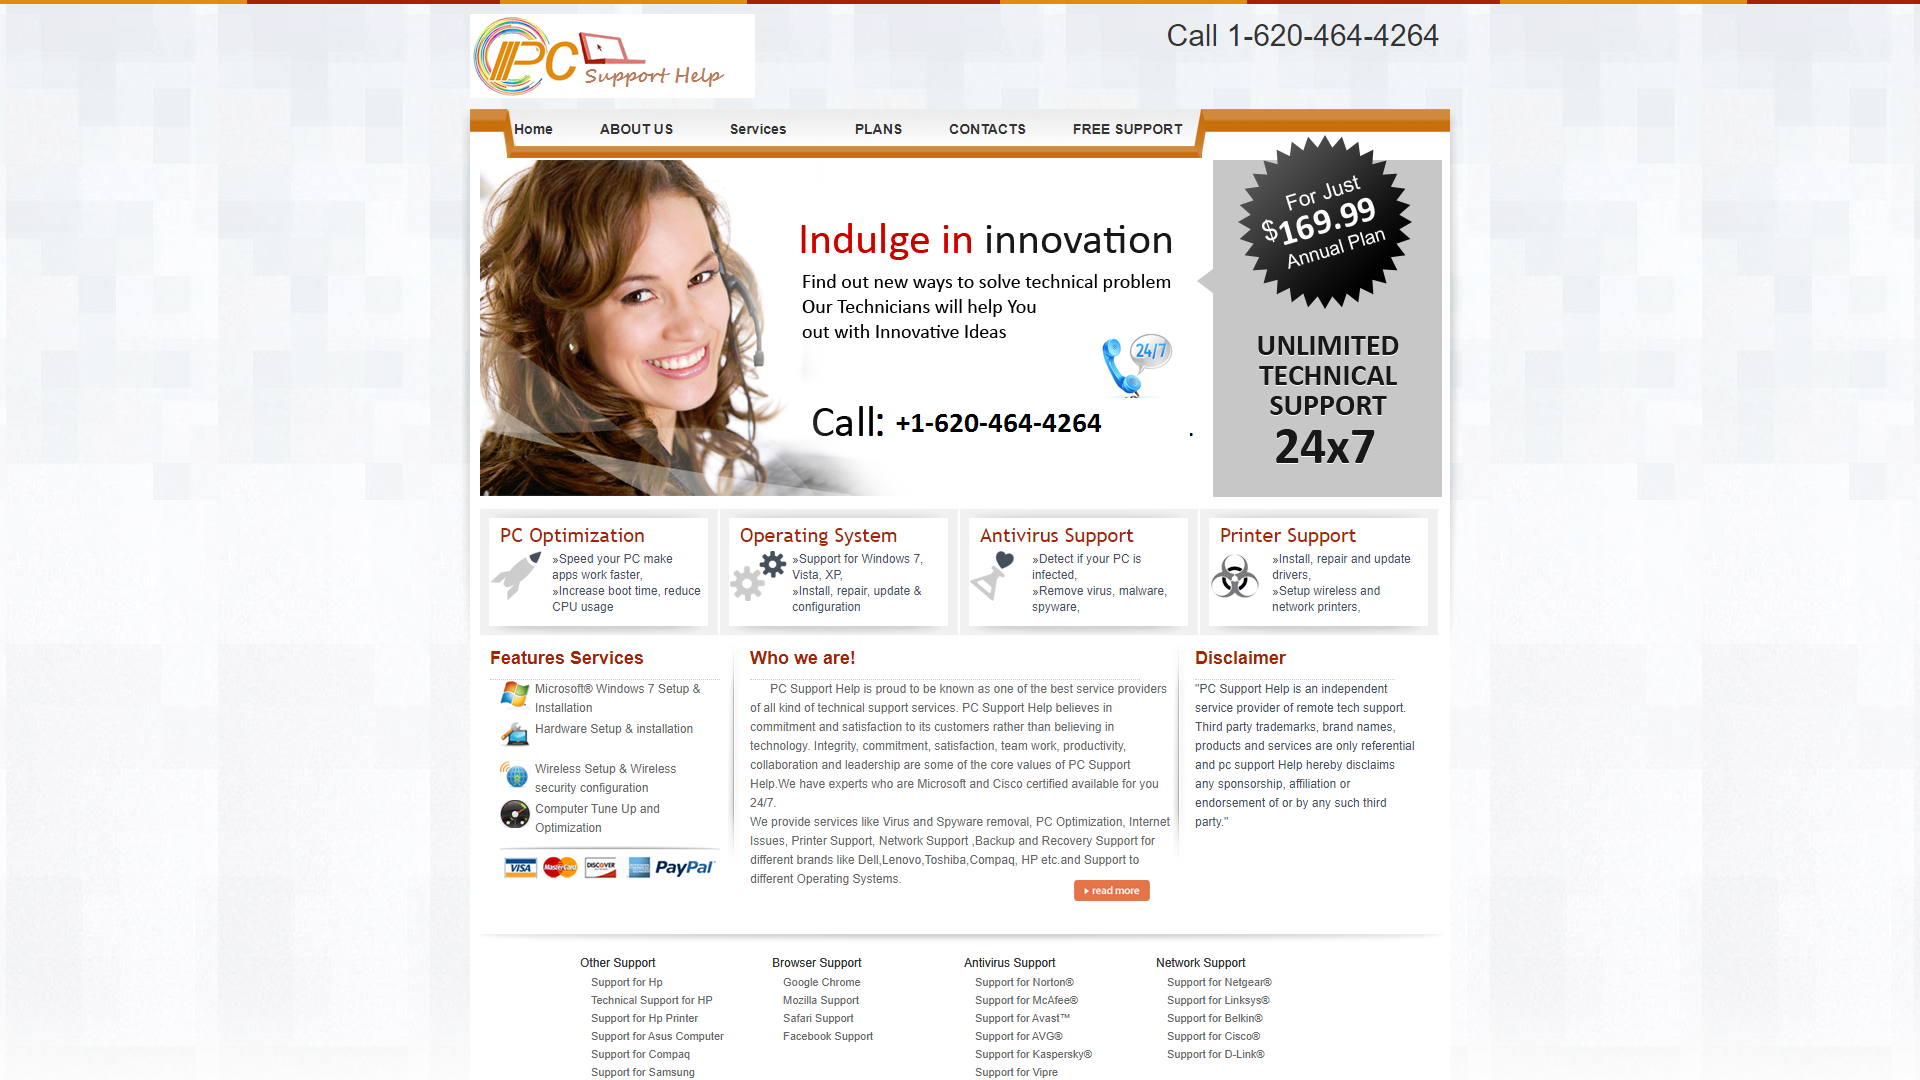 PC
Support Help
Call 1-620-464-4264
Home ABOUT US Services PLANS CONTACTS FREE SUPPORT
Indulge in innovation
Find out new ways to solve technical problem
Our Technicians will help You
out with Innovative Ideas
24/7
Call: +1-620-464-4264 .
For Just
$169.99
Annual Plan
UNLIMITED
TECHNICAL
SUPPORT
24x7
PC Optimization
»Speed your PC make
apps work faster,
»Increase boot time, reduce
CPU usage
Operating System
»Support for Windows 7,
Vista, XP,
»Install, repair, update &
configuration
Antivirus Support
»Detect if your PC is
infected,
»Remove virus, malware,
spyware,
Printer Support
»Install, repair and update
drivers,
»Setup wireless and
network printers,
Features Services
Microsoft® Windows 7 Setup &
Installation
Hardware Setup & installation
Wireless Setup & Wireless
security configuration
Computer Tune Up and
Optimization
VISA MasterCard DISCOVER PayPal
Who we are!
PC Support Help is proud to be known as one of the best service providers
of all kind of technical support services. PC Support Help believes in
commitment and satisfaction to its customers rather than believing in
technology. Integrity, commitment, satisfaction, team work, productivity,
collaboration and leadership are some of the core values of PC Support
Help.We have experts who are Microsoft and Cisco certified available for you
24/7.
We provide services like Virus and Spyware removal, PC Optimization, Internet
Issues, Printer Support, Network Support ,Backup and Recovery Support for
different brands like Dell,Lenovo,Toshiba,Compaq, HP etc.and Support to
different Operating Systems.
read more
Disclaimer
"PC Support Help is an independent
service provider of remote tech support.
Third party trademarks, brand names,
products and services are only referential
and pc support Help hereby disclaims
any sponsorship, affiliation or
endorsement of or by any such third
party."
Other Support
Support for Hp
Technical Support for HP
Support for Hp Printer
Support for Asus Computer
Support for Compaq
Support for Samsung
Browser Support
Google Chrome
Mozilla Support
Safari Support
Facebook Support
Antivirus Support
Support for Norton®
Support for McAfee®
Support for Avast™
Support for AVG®
Support for Kaspersky®
Support for Vipre
Network Support
Support for Netgear®
Support for Linksys®
Support for Belkin®
Support for Cisco®
Support for D-Link®